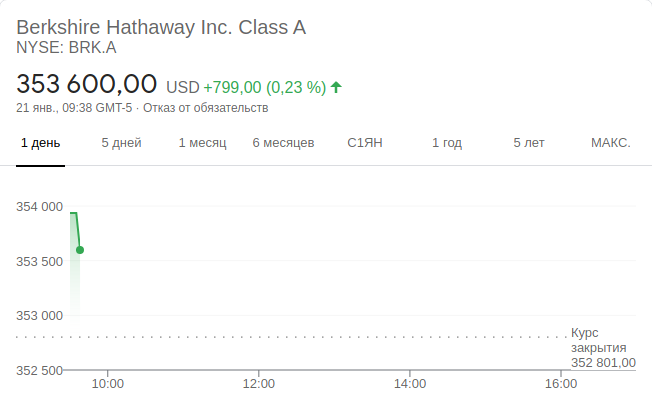 Berkshire Hathaway Inc. Class A
NYSE: BRK.A
353 600,00 USD +799,00 (0,23 %)
21 янв., 09:38 GMT-5 · Отказ от обязательств
1 день 5 дней 1 месяц 6 месяцев С1ЯН 1 год 5 лет МАКС.
354 000
353 500
353 000
Курс
закрытия
352 801,00
352 500
10:00 12:00 14:00 16:00